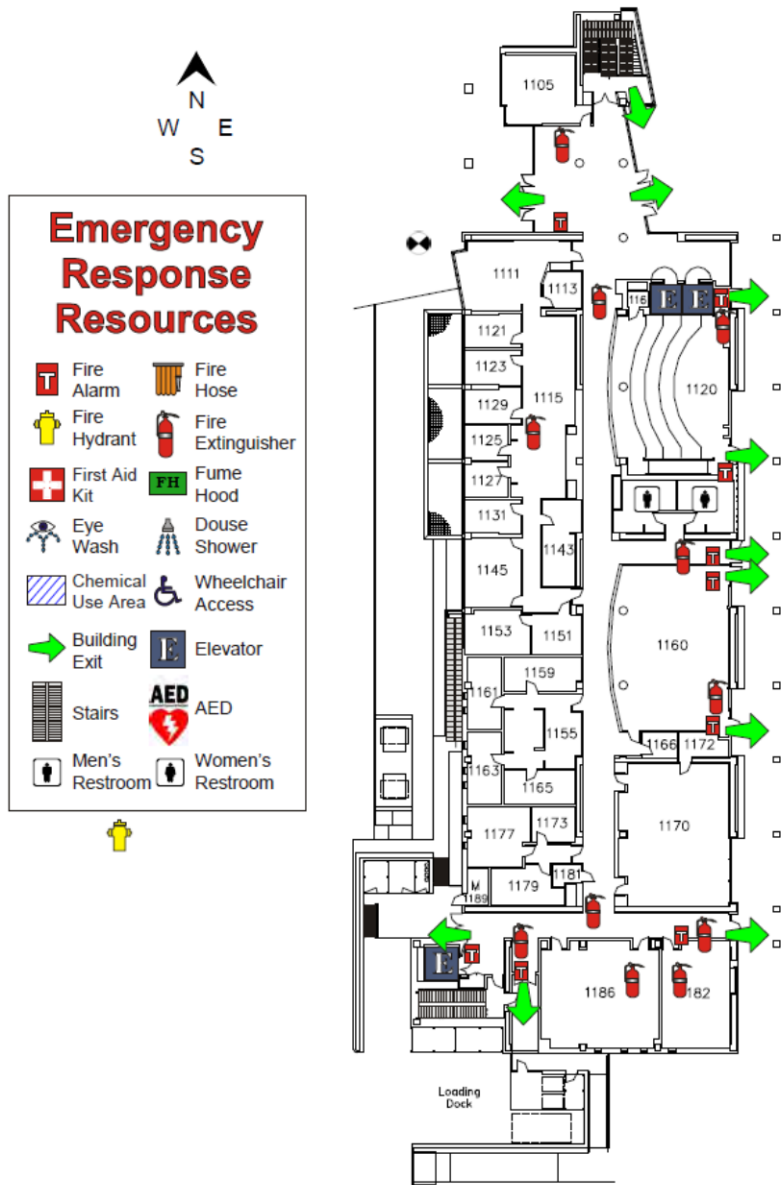 N
W E
S
Emergency
Response
Resources
Fire
Alarm
Fire
Hose
Fire
Hydrant
Fire
Extinguisher
First Aid
Kit
FH
Fume
Hood
Eye
Wash
Douse
Shower
Chemical
Use Area
Wheelchair
Access
Building
Exit
E
Elevator
Stairs
AED
AED
Men's
Restroom
Women's
Restroom
1105
T
1111
1113
116
E
E
T
1121
1123
1115
1120
1129
1125
1127
T
1131
1143
1145
T
T
1153
1151
1160
1159
1161
1155
T
1166
1172
1163
1165
1170
1177
1173
1181
M
1189
1179
T
T
E
T
1186
182
Loading
Dock